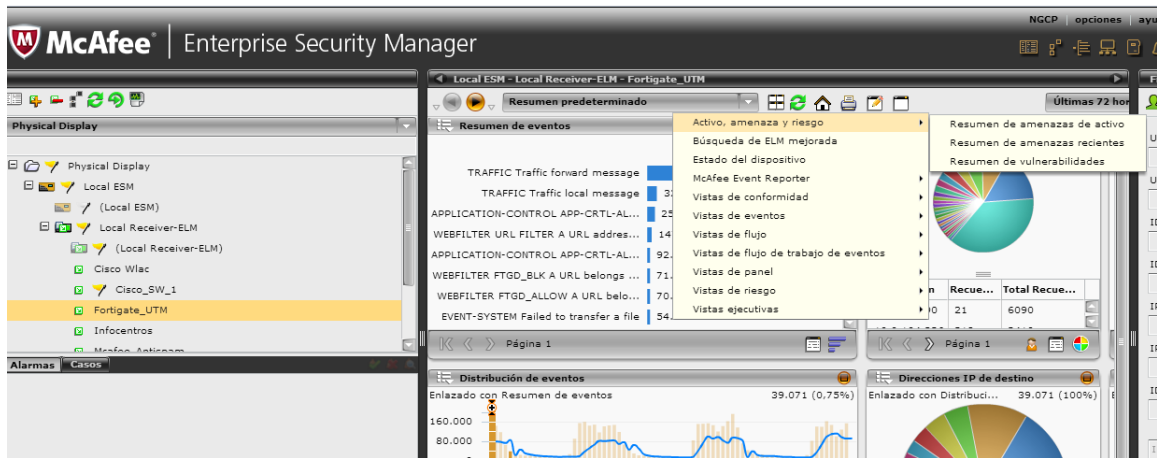 NGCP opciones ayu
McAfee® | Enterprise Security Manager
Local ESM - Local Receiver-ELM - Fortigate_UTM
Resumen predeterminado
Últimas 72 hor
Physical Display
Physical Display
Local ESM
(Local ESM)
Local Receiver-ELM
(Local Receiver-ELM)
Cisco Wlac
Cisco_SW_1
Fortigate_UTM
Infocentros
Mcafee Antispam
Alarmas Casos
Resumen de eventos
TRAFFIC Traffic forward message
TRAFFIC Traffic local message
APPLICATION-CONTROL APP-CRTL-AL... 25
WEBFILTER URL FILTER A URL addres... 14
APPLICATION-CONTROL APP-CRTL-AL... 92.
WEBFILTER FTGD_BLK A URL belongs ... 71.
WEBFILTER FTGD_ALLOW A URL belo... 70.
EVENT-SYSTEM Failed to transfer a file 54.
Página 1
Activo, amenaza y riesgo
Búsqueda de ELM mejorada
Estado del dispositivo
McAfee Event Reporter
Vistas de conformidad
Vistas de eventos
Vistas de flujo
Vistas de flujo de trabajo de eventos
Vistas de panel
Vistas de riesgo
Vistas ejecutivas
Resumen de amenazas de activo
Resumen de amenazas recientes
Resumen de vulnerabilidades
Recue... Total Recue...
21 6090
Página 1
Distribución de eventos
Enlazado con Resumen de eventos 39.071 (0,75%)
160.000
80.000
Direcciones IP de destino
Enlazado con Distribuci... 39.071 (100%)